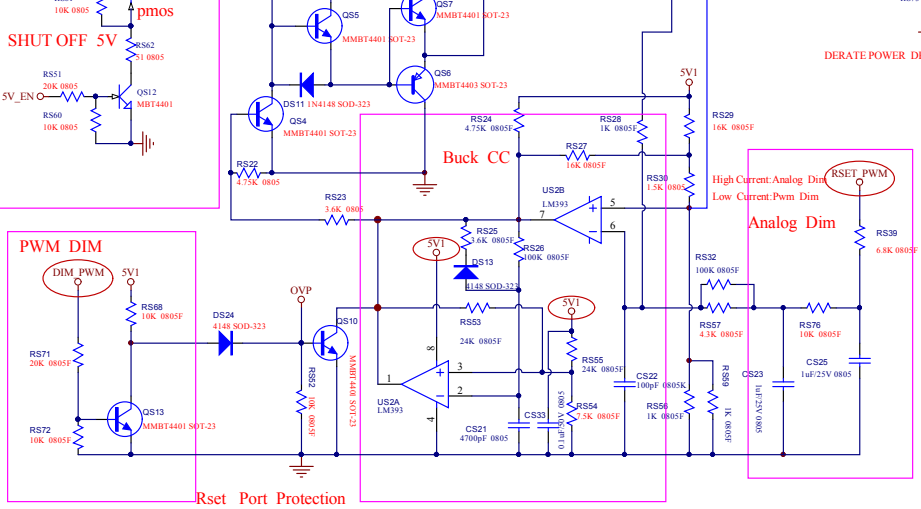 10K 0805
pmos
SHUT OFF 5V
RS62
51 0805
RS51
20K 0805
5V_EN
QS12
MBT4401
RS60
10K 0805
QS5
MMBT4401 SOT-23
QS7
MMBT4401 SOT-23
QS6
MMBT4403 SOT-23
DS11 1N4148 SOD-323
QS4
MMBT4401 SOT-23
RS22
4.75K 0805
RS23
3.6K 0805
DERATE POWER
5V1
RS24
4.75K 0805F
RS28
1K 0805F
RS29
16K 0805F
Buck CC
RS27
16K 0805F
RS30
1.5K 0805
High Current:Analog Dim
Low Current:Pwm Dim
RSET_PWM
Analog Dim
US2B
LM393
7
5
6
RS39
6.8K 0805F
RS25
3.6K 0805F
RS26
100K 0805F
5V1
DS13
4148 SOD-323
RS32
100K 0805F
RS57
4.3K 0805F
RS76
10K 0805F
PWM DIM
DIM_PWM
5V1
RS68
10K 0805F
OVP
DS24
4148 SOD-323
QS10
MMBT4401 SOT-23
RS53
24K 0805F
5V1
RS55
24K 0805F
RS71
20K 0805F
RS52
10K 0805F
8
3
2
1
4
US2A
LM393
CS22
100pF 0805K
CS23
1uF/25V 0805
CS25
1uF/25V 0805
RS59
1K 0805F
RS56
1K 0805F
RS54
7.5K 0805F
CS33
CS21
4700pF 0805
QS13
MMBT4401 SOT-23
RS72
10K 0805F
Rset Port Protection